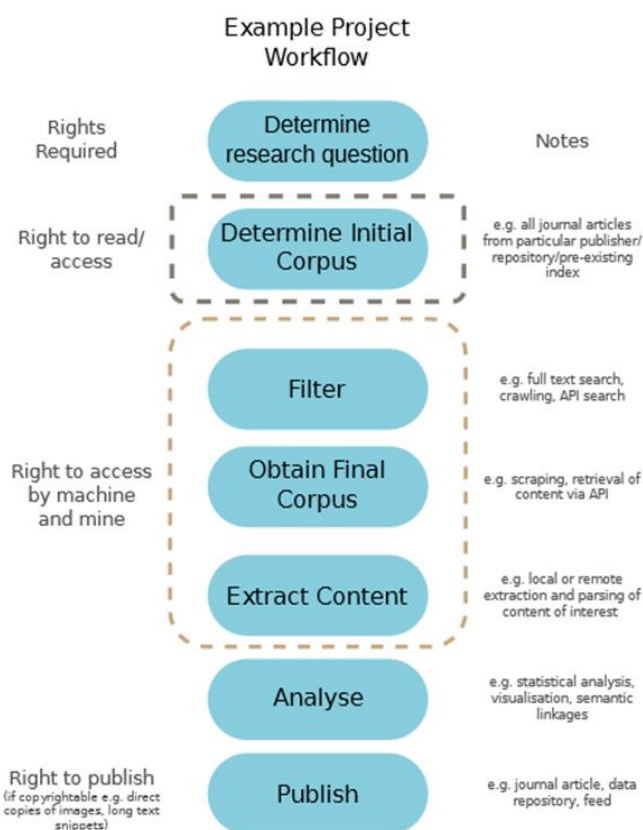 Example Project
Workflow
Rights
Required
Determine
research question
Notes
Right to read/
access
Determine Initial
Corpus
e.g. all journal articles
from particular publisher/
repository/pre-existing
index
Filter
e.g. full text search,
crawling, API search
Right to access
by machine
and mine
Obtain Final
Corpus
e.g. scraping, retrieval of
content via API
Extract Content
e.g. local or remote
extraction and parsing of
content of interest
Analyse
e.g. statistical analysis,
visualisation, semantic
linkages
Right to publish
(if copyrightable e.g. direct
copies of images, long text
snippets)
Publish
e.g. journal article, data
repository, feed